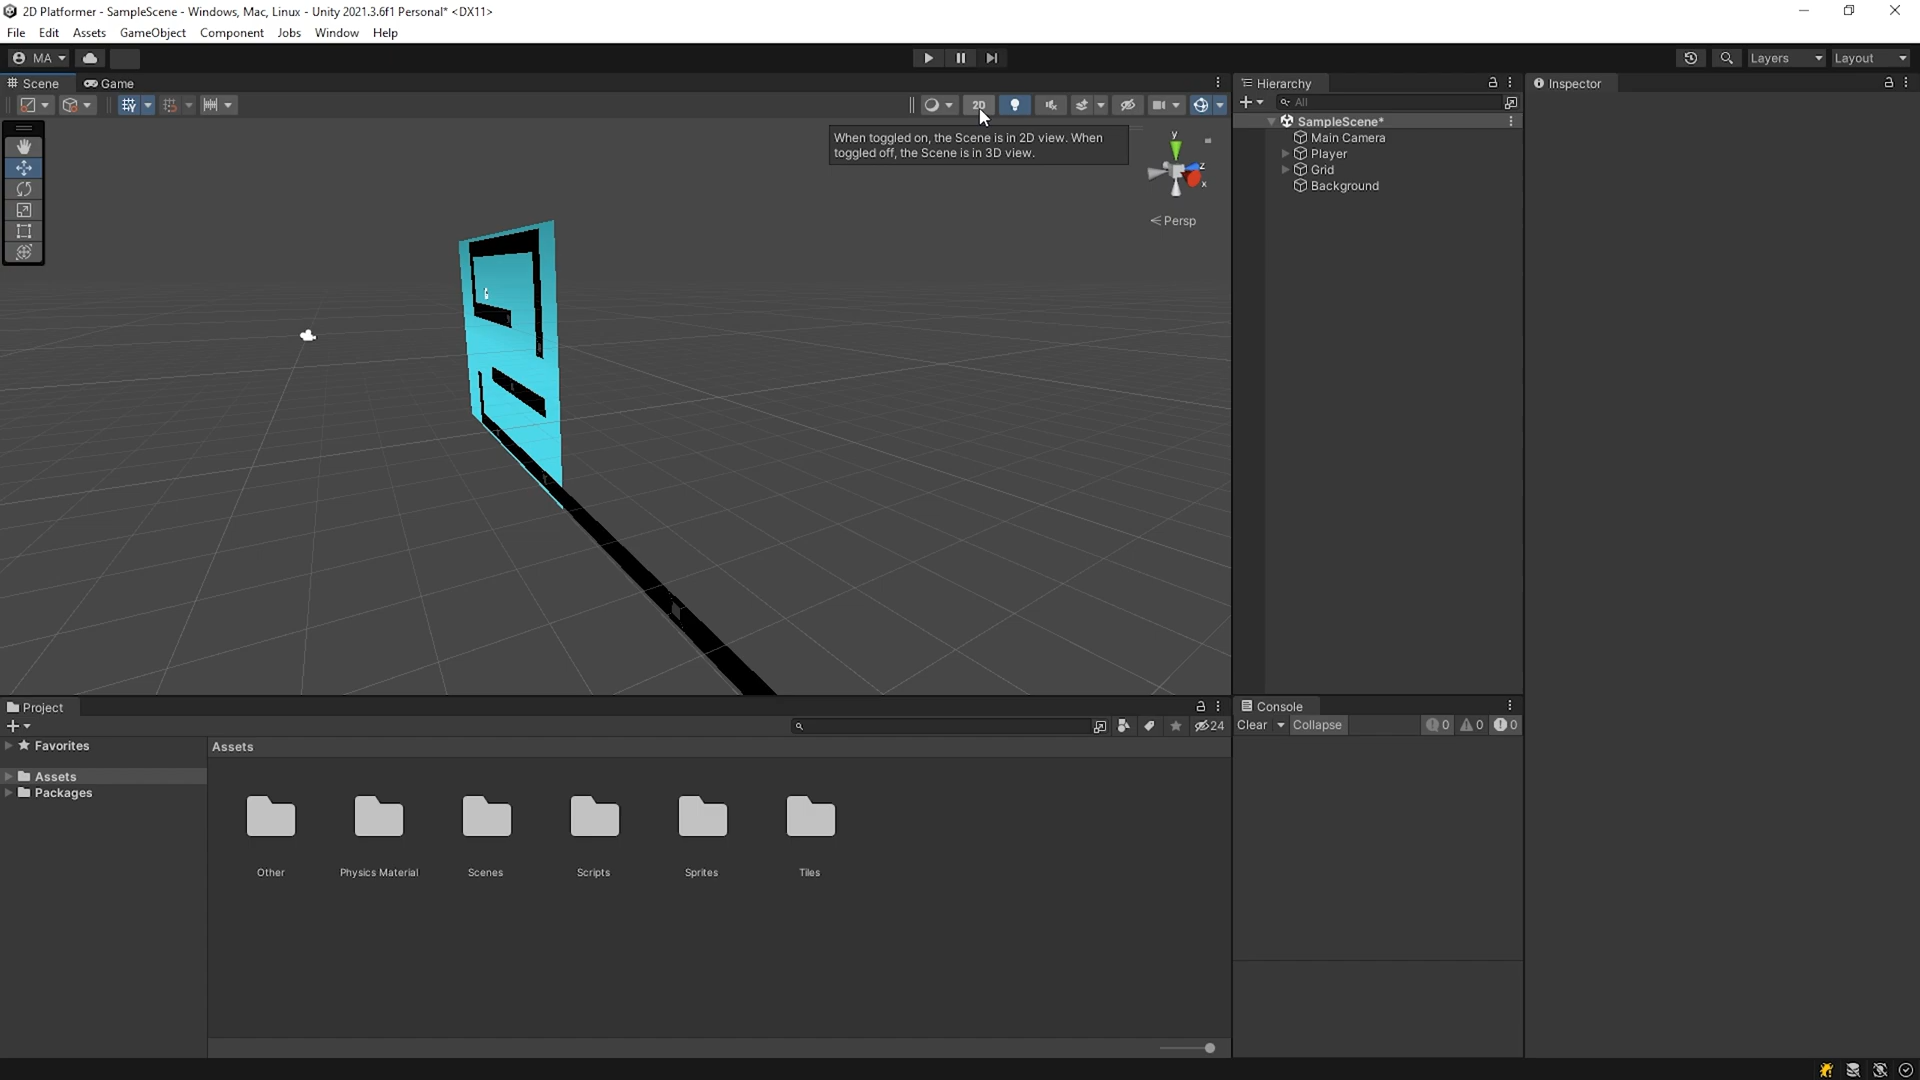 2D Platformer - SampleScene - Windows, Mac, Linux - Unity 2021.3.6f1 Personal* <DX11>
File Edit Assets GameObject Component Jobs Window Help
MA Layers Layout
Scene Game Hierarchy Inspector
2D All
When toggled on, the Scene is in 2D view. When
toggled off, the Scene is in 3D view.
y
z
x
Persp
SampleScene*
Main Camera
Player
Grid
Background
Project Console
24 Clear Collapse 0 0 0
Favorites Assets
Assets
Packages
Other Physics Material Scenes Scripts Sprites Tiles